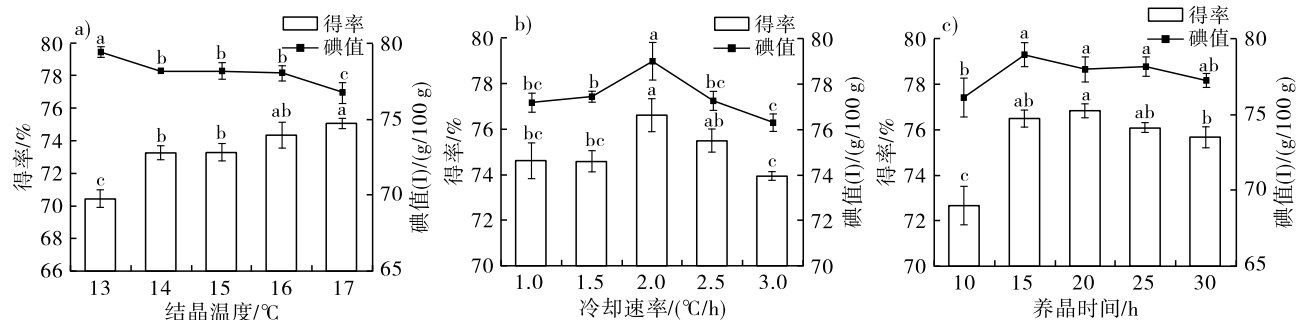 a)
得率
碘值
80
78
76
74
72
70
68
66
得率/%
80
75
70
65
碘值(I)/(g/100 g)
a b b b c
c b b ab a
13 14 15 16 17
结晶温度/℃
b)
得率
碘值
80
78
76
74
72
70
得率/%
80
78
76
74
72
70
碘值(I)/(g/100 g)
bc b a bc c
bc bc a ab c
1.0 1.5 2.0 2.5 3.0
冷却速率/(℃/h)
c)
得率
碘值
80
78
76
74
72
70
得率/%
80
75
70
65
碘值(I)/(g/100 g)
b a a a ab
c ab a ab b
10 15 20 25 30
养晶时间/h